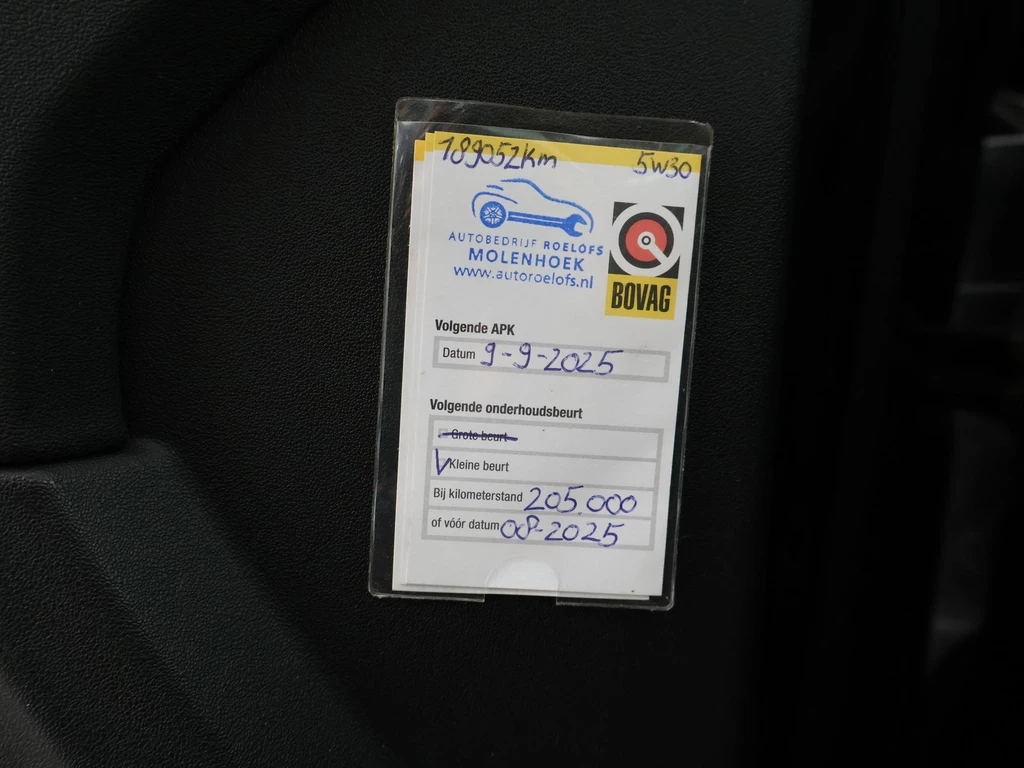 189052km 5W30
AUTOBEDRIJF ROELOFS
MOLENHOEK
www.autoroelofs.nl
BOVAG
Volgende APK
Datum 9-9-2025
Volgende onderhoudsbeurt
Grote beurt
V Kleine beurt
Bij kilometerstand 205.000
of vóór datum 08-2025